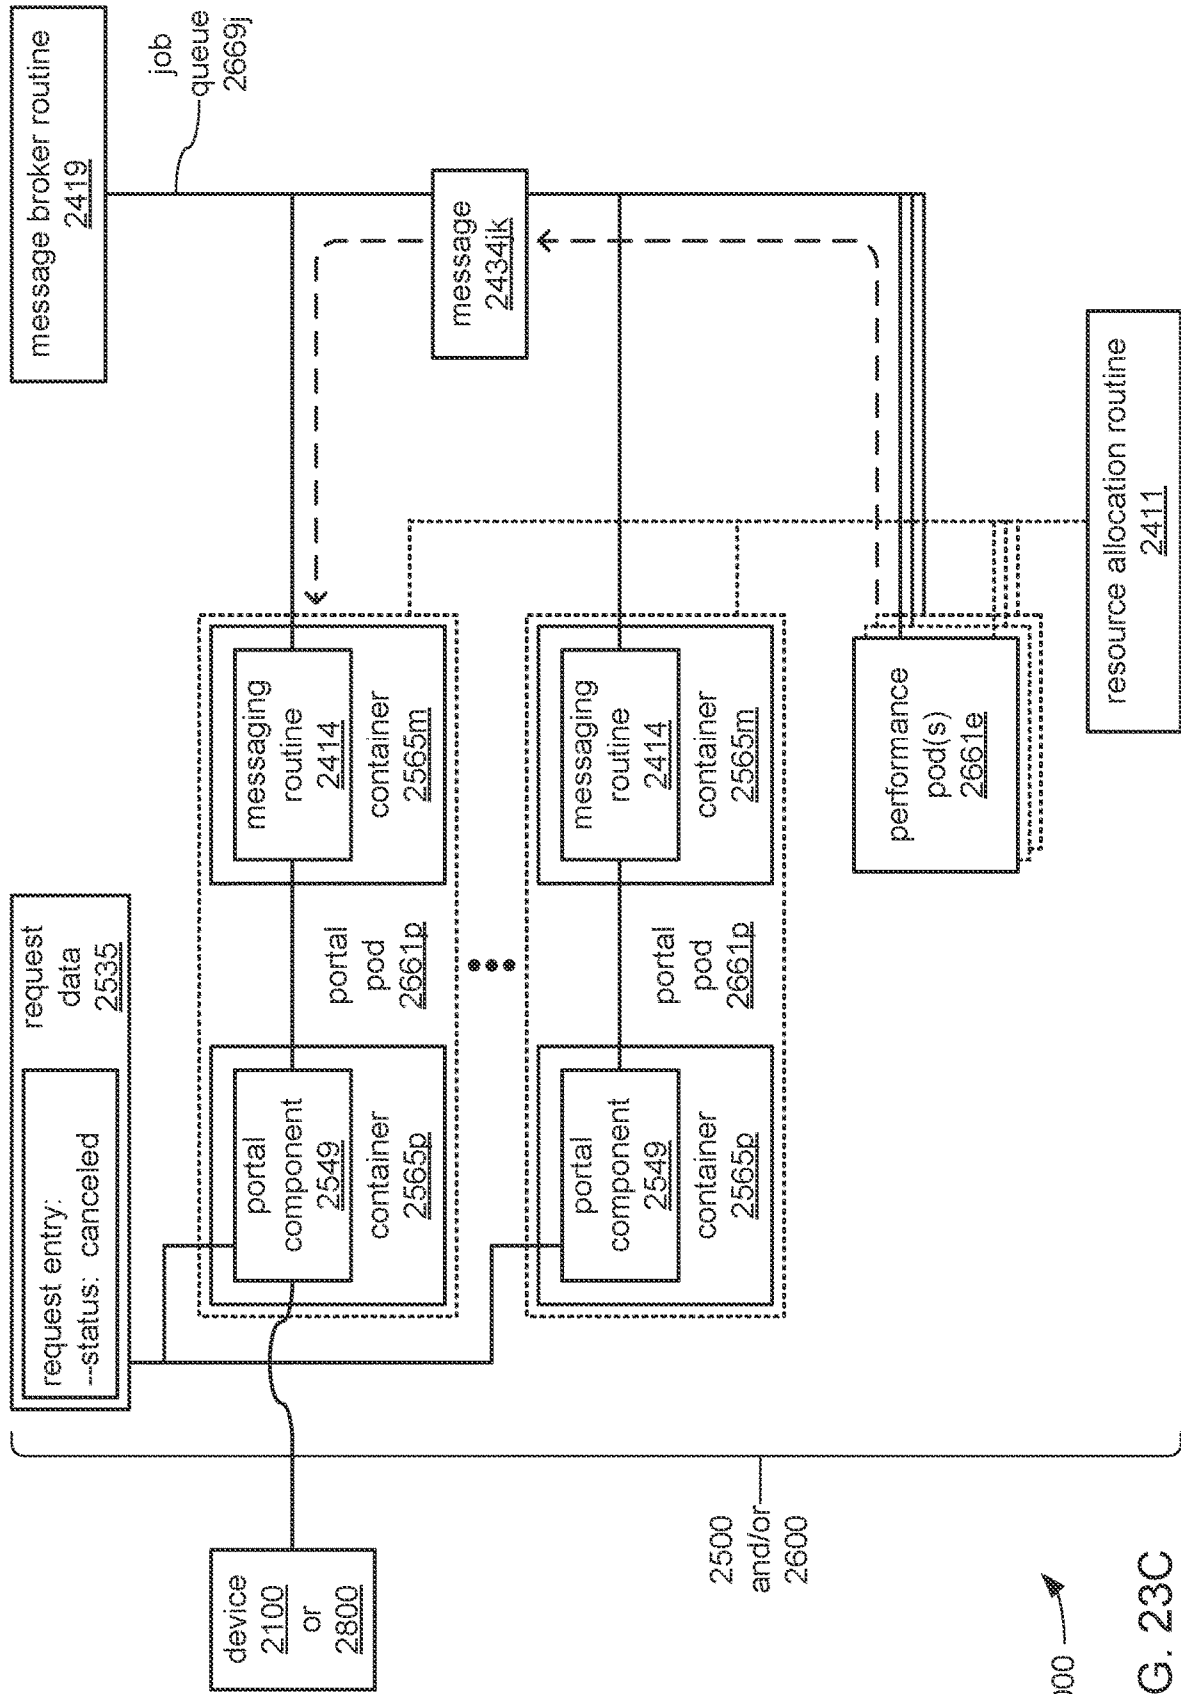 message broker routine
2419
job
queue
2669j
request
data
2535
request entry:
--status: canceled
message
2434jk
device
2100
or
2800
portal
component
2549
container
2565p
portal
pod
2661p
messaging
routine
2414
container
2565m
portal
component
2549
container
2565p
portal
pod
2661p
messaging
routine
2414
container
2565m
performance
pod(s)
2661e
resource allocation routine
2411
2500
and/or
2600
000
G. 23C